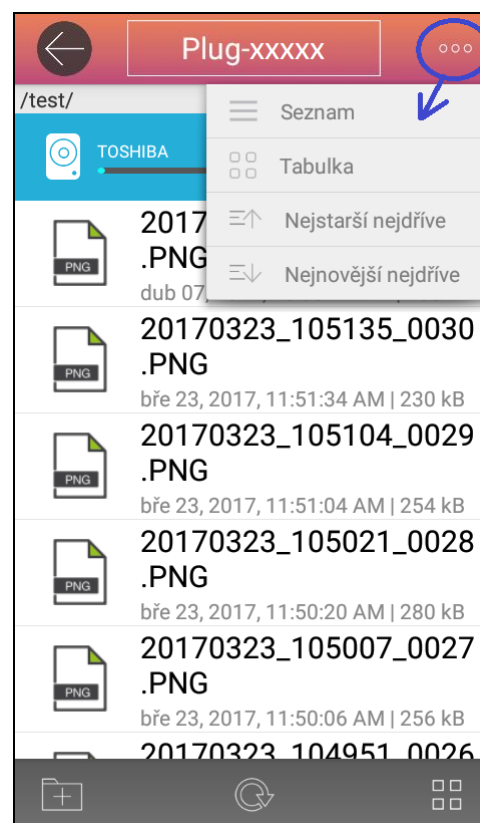 Plug-xxxxx
/test/
Seznam
TOSHIBA
Tabulka
Nejstarší nejdříve
Nejnovější nejdříve
PNG
2017
.PNG
dub 07,
PNG
20170323_105135_0030
.PNG
bře 23, 2017, 11:51:34 AM | 230 kB
PNG
20170323_105104_0029
.PNG
bře 23, 2017, 11:51:04 AM | 254 kB
PNG
20170323_105021_0028
.PNG
bře 23, 2017, 11:50:20 AM | 280 kB
PNG
20170323_105007_0027
.PNG
bře 23, 2017, 11:50:06 AM | 256 kB
20170323_104951_0026